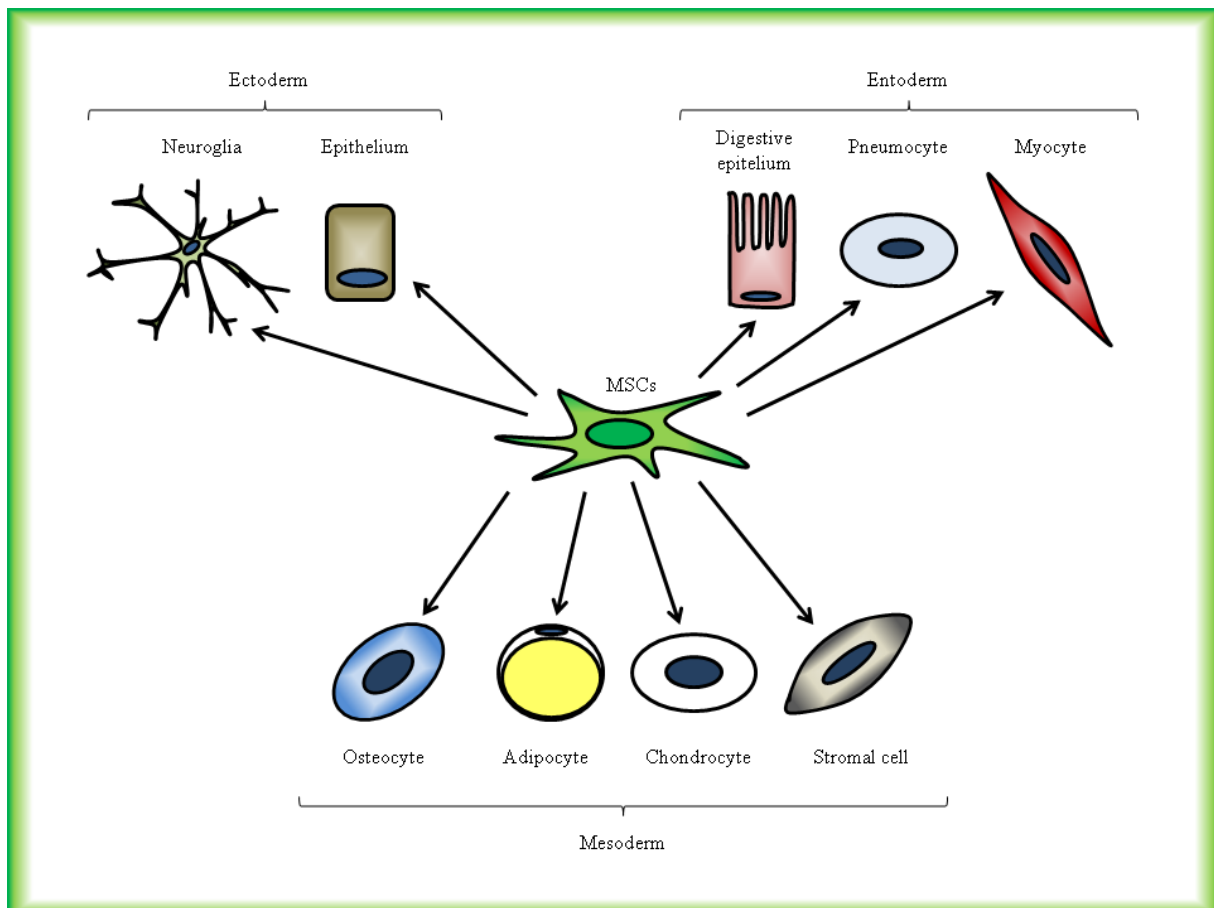 Ectoderm
Entoderm
Neuroglia
Epithelium
Digestive
epitelium
Pneumocyte
Myocyte
MSCs
Osteocyte
Adipocyte
Chondrocyte
Stromal cell
Mesoderm